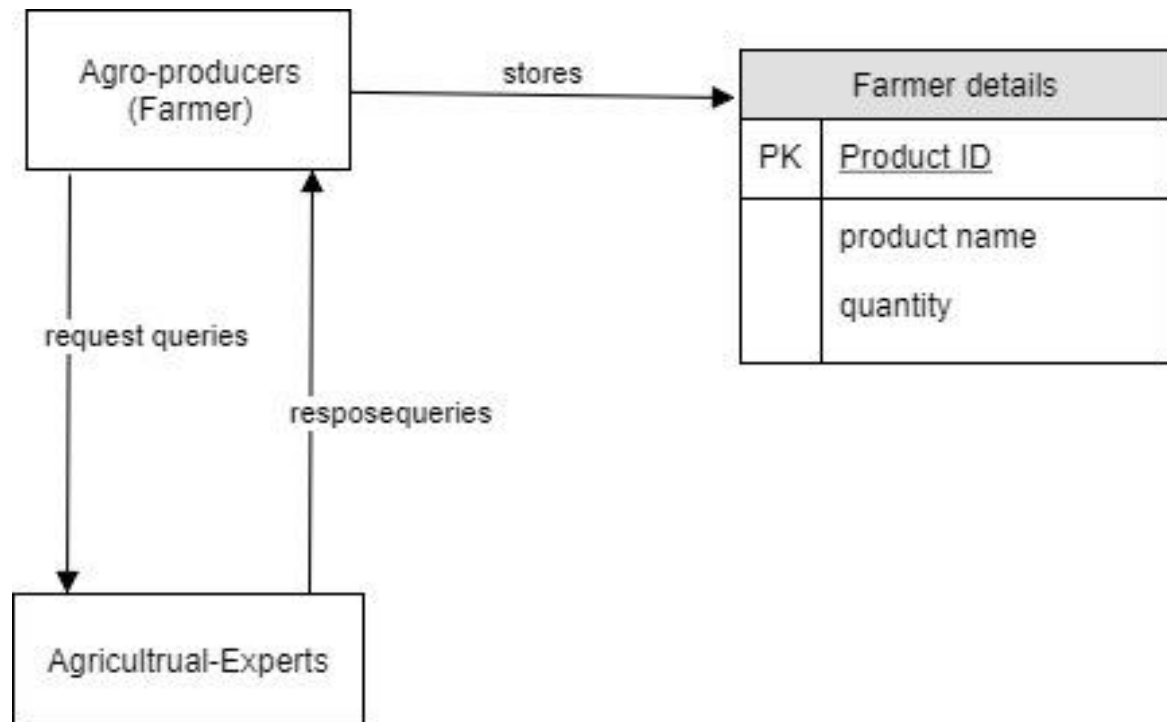 Agro-producers
(Farmer)
stores
Farmer details
PK Product ID
product name
quantity
request queries
resposequeries
Agricultrual-Experts